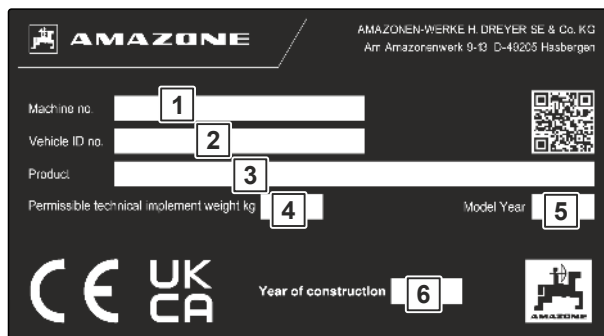 AMAZONE
AMAZONEN-WERKE H. DREYER SE & Co. KG
Am Amazonenwerk 9-13 D-49205 Hasbergen
Machine no. 1
Vehicle ID no. 2
Product 3
Permissible technical implement weight kg 4
Model Year 5
CE
UK
CA
Year of construction 6
AMAZONE